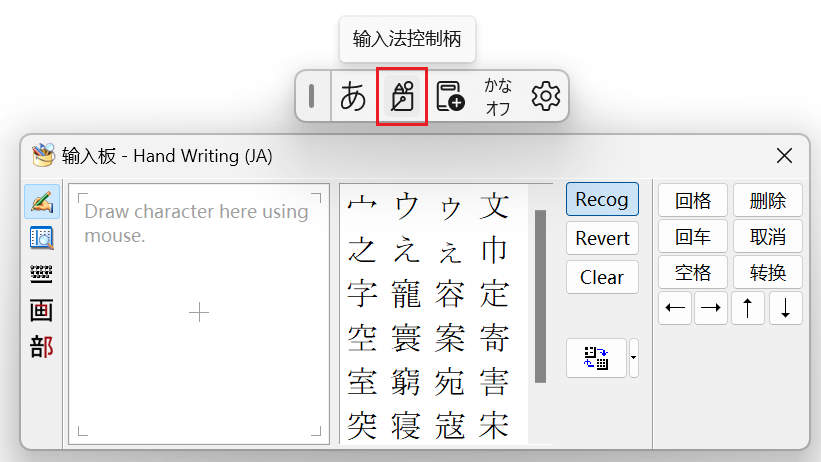 输入法控制柄
あ
かな
オフ
输入板 - Hand Writing (JA)
Draw character here using
mouse.
画
部
宀 ウ ゥ 文
之 え ぇ 巾
字 寵 容 定
空 寰 案 寄
室 窮 宛 害
突 寝 寇 宋
Recog
Revert
Clear
回格 删除
回车 取消
空格 转换
← → ↑ ↓